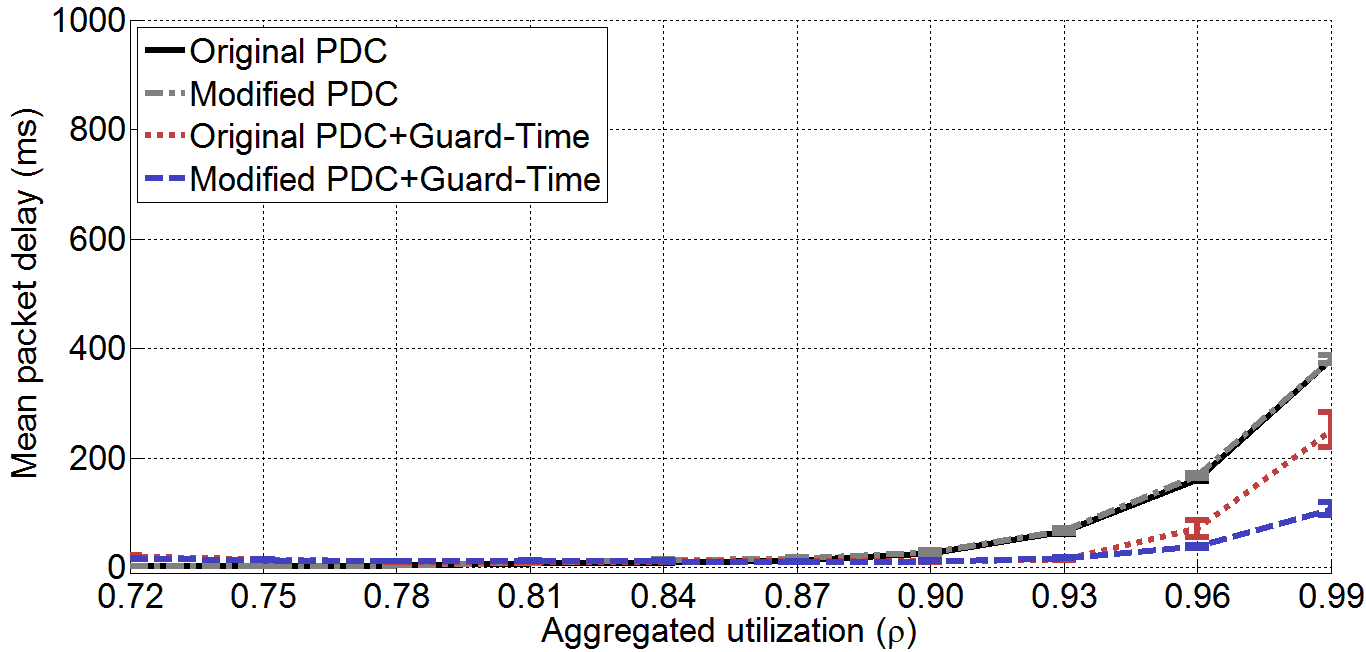 1000
800
600
400
200
0
Mean packet delay (ms)
Original PDC
Modified PDC
Original PDC+Guard-Time
Modified PDC+Guard-Time
0.72 0.75 0.78 0.81 0.84 0.87 0.90 0.93 0.96 0.99
Aggregated utilization (ρ)